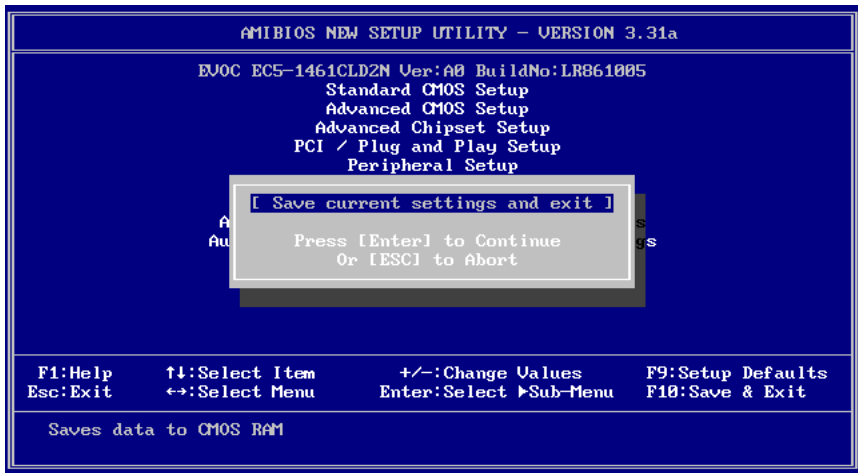 AMIBIOS NEW SETUP UTILITY - VERSION 3.31a
EVOC EC5-1461CLD2N Ver:A0 BuildNo:LR861005
Standard CMOS Setup
Advanced CMOS Setup
Advanced Chipset Setup
PCI / Plug and Play Setup
Peripheral Setup
[ Save current settings and exit ]
Press [Enter] to Continue
Or [ESC] to Abort
F1:Help ↑↓:Select Item +/-:Change Values F9:Setup Defaults
Esc:Exit ↔:Select Menu Enter:Select ▶Sub-Menu F10:Save & Exit
Saves data to CMOS RAM